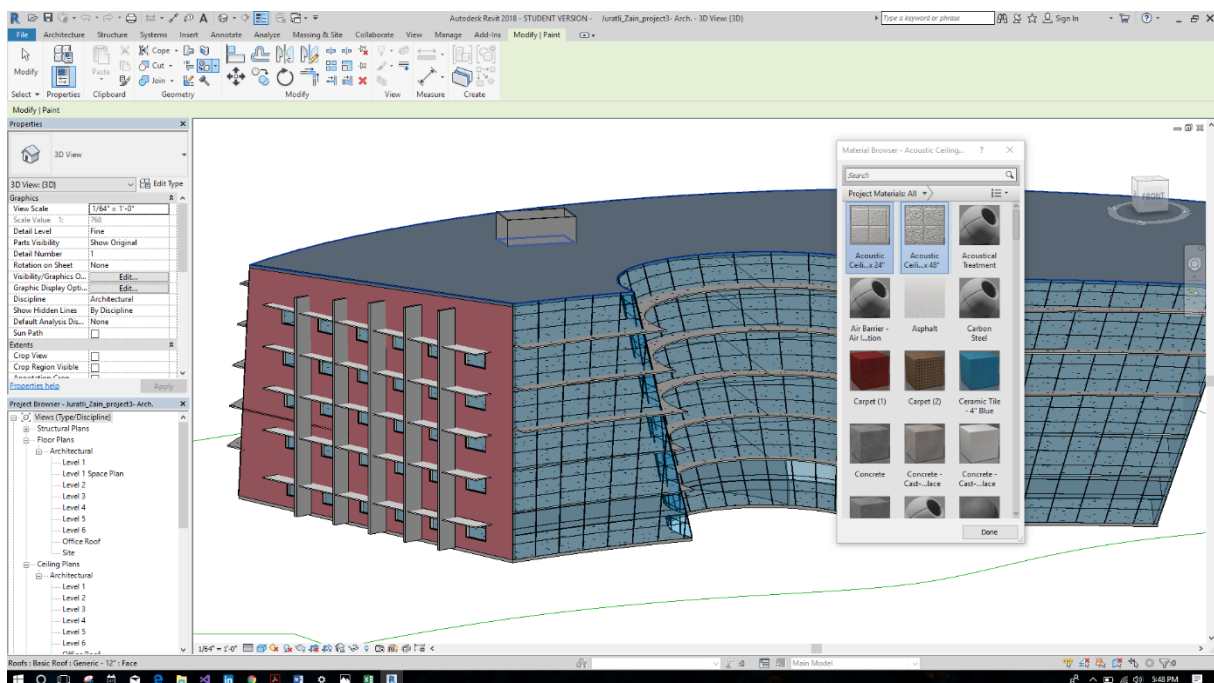 Autodesk Revit 2018 - STUDENT VERSION - Juratli_Zain_project3- Arch. - 3D View: {3D}
Type a keyword or phrase
Sign In
File Architecture Structure Systems Insert Annotate Analyze Massing & Site Collaborate View Manage Add-Ins Modify | Paint
Modify
Paste
Cope
Cut
Join
Select Properties Clipboard Geometry Modify View Measure Create
Modify | Paint
Properties
3D View
3D View: {3D} Edit Type
Graphics
View Scale 1/64" = 1'-0"
Scale Value 1: 768
Detail Level Fine
Parts Visibility Show Original
Detail Number 1
Rotation on Sheet None
Visibility/Graphics O... Edit...
Graphic Display Opti... Edit...
Discipline Architectural
Show Hidden Lines By Discipline
Default Analysis Dis... None
Sun Path
Extents
Crop View
Crop Region Visible
Properties help Apply
Project Browser - Juratli_Zain_project3- Arch.
Views (Type/Discipline)
Structural Plans
Floor Plans
Architectural
Level 1
Level 1 Space Plan
Level 2
Level 3
Level 4
Level 5
Level 6
Office Roof
Site
Ceiling Plans
Architectural
Level 1
Level 2
Level 3
Level 4
Level 5
Level 6
FRONT
Material Browser - Acoustic Ceiling...
Search
Project Materials: All
Acoustic Ceili...x 24"
Acoustic Ceili...x 48"
Acoustical Treatment
Air Barrier - Air I...tion
Asphalt
Carbon Steel
Carpet (1)
Carpet (2)
Ceramic Tile - 4" Blue
Concrete
Concrete - Cast-...lace
Concrete - Cast-...lace
Done
1/64" = 1'-0"
Roofs : Basic Roof : Generic - 12" : Face
:0
Main Model
:0
5:48 PM